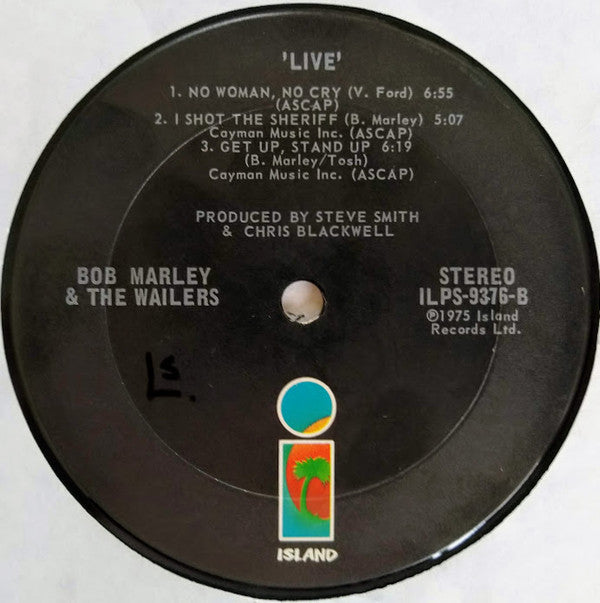 'LIVE'
1. NO WOMAN, NO CRY (V. Ford) 6:55
(ASCAP)
2. I SHOT THE SHERIFF (B. Marley) 5:07
Cayman Music Inc. (ASCAP)
3. GET UP, STAND UP 6:19
(B. Marley/Tosh)
Cayman Music Inc. (ASCAP)
PRODUCED BY STEVE SMITH
& CHRIS BLACKWELL
BOB MARLEY
& THE WAILERS
STEREO
ILPS-9376-B
℗1975 Island
Records Ltd.
Ls.
ISLAND